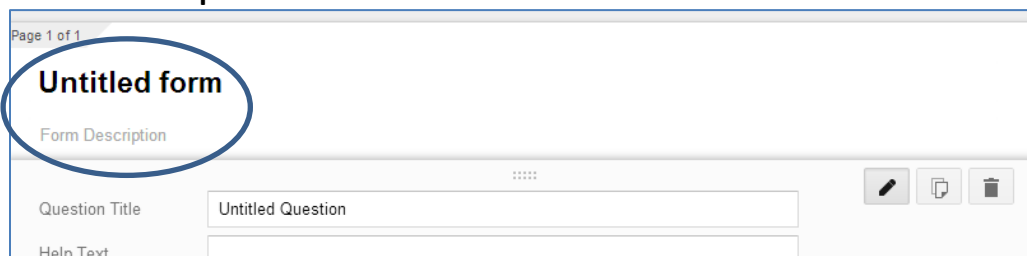 Page 1 of 1
Untitled form
Form Description
Question Title Untitled Question
Help Text